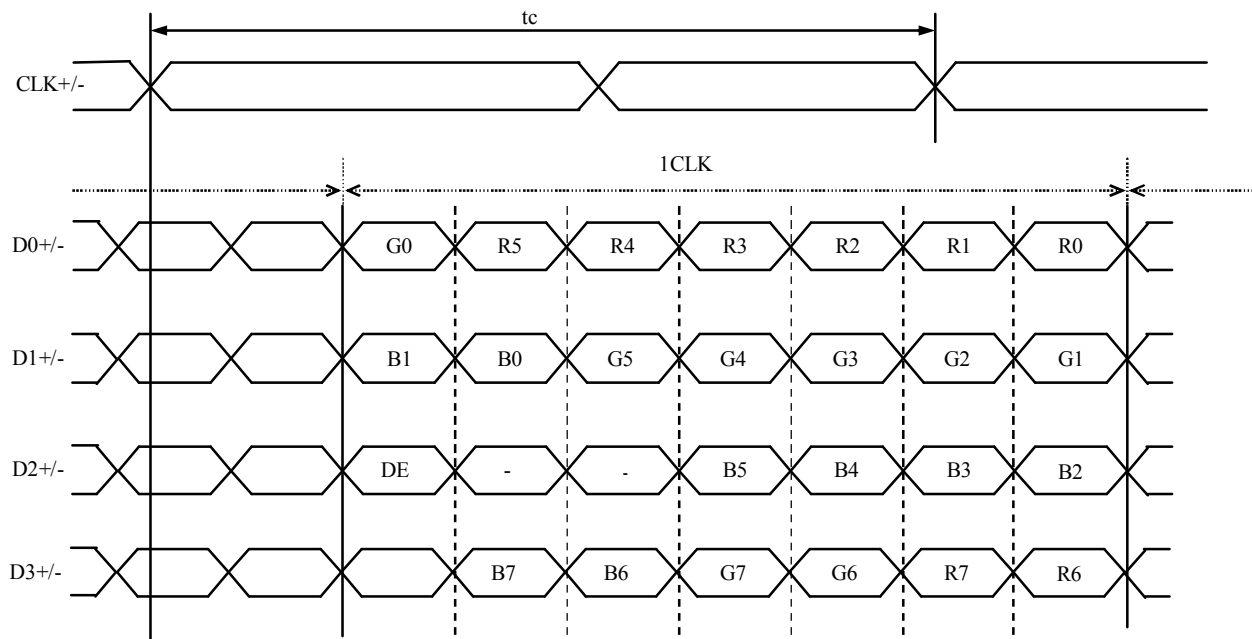 tc
CLK+/-
1CLK
D0+/- G0 R5 R4 R3 R2 R1 R0
D1+/- B1 B0 G5 G4 G3 G2 G1
D2+/- DE - - B5 B4 B3 B2
D3+/- B7 B6 G7 G6 R7 R6